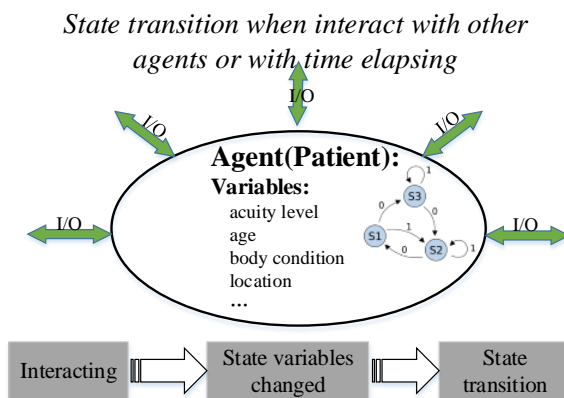 State transition when interact with other
agents or with time elapsing
I/O
I/O
I/O
I/O
I/O
Agent(Patient):
Variables:
acuity level
age
body condition
location
...
1
S3
0
0
S1
1
S2
1
0
Interacting
State variables
changed
State
transition